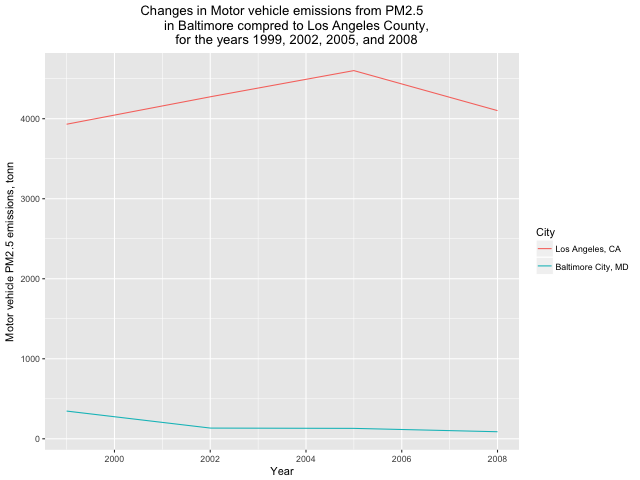 Changes in Motor vehicle emissions from PM2.5
in Baltimore compred to Los Angeles County,
for the years 1999, 2002, 2005, and 2008
Motor vehicle PM2.5 emissions, tonn
4000
3000
2000
1000
0
2000
2002
2004
2006
2008
Year
City
Los Angeles, CA
Baltimore City, MD